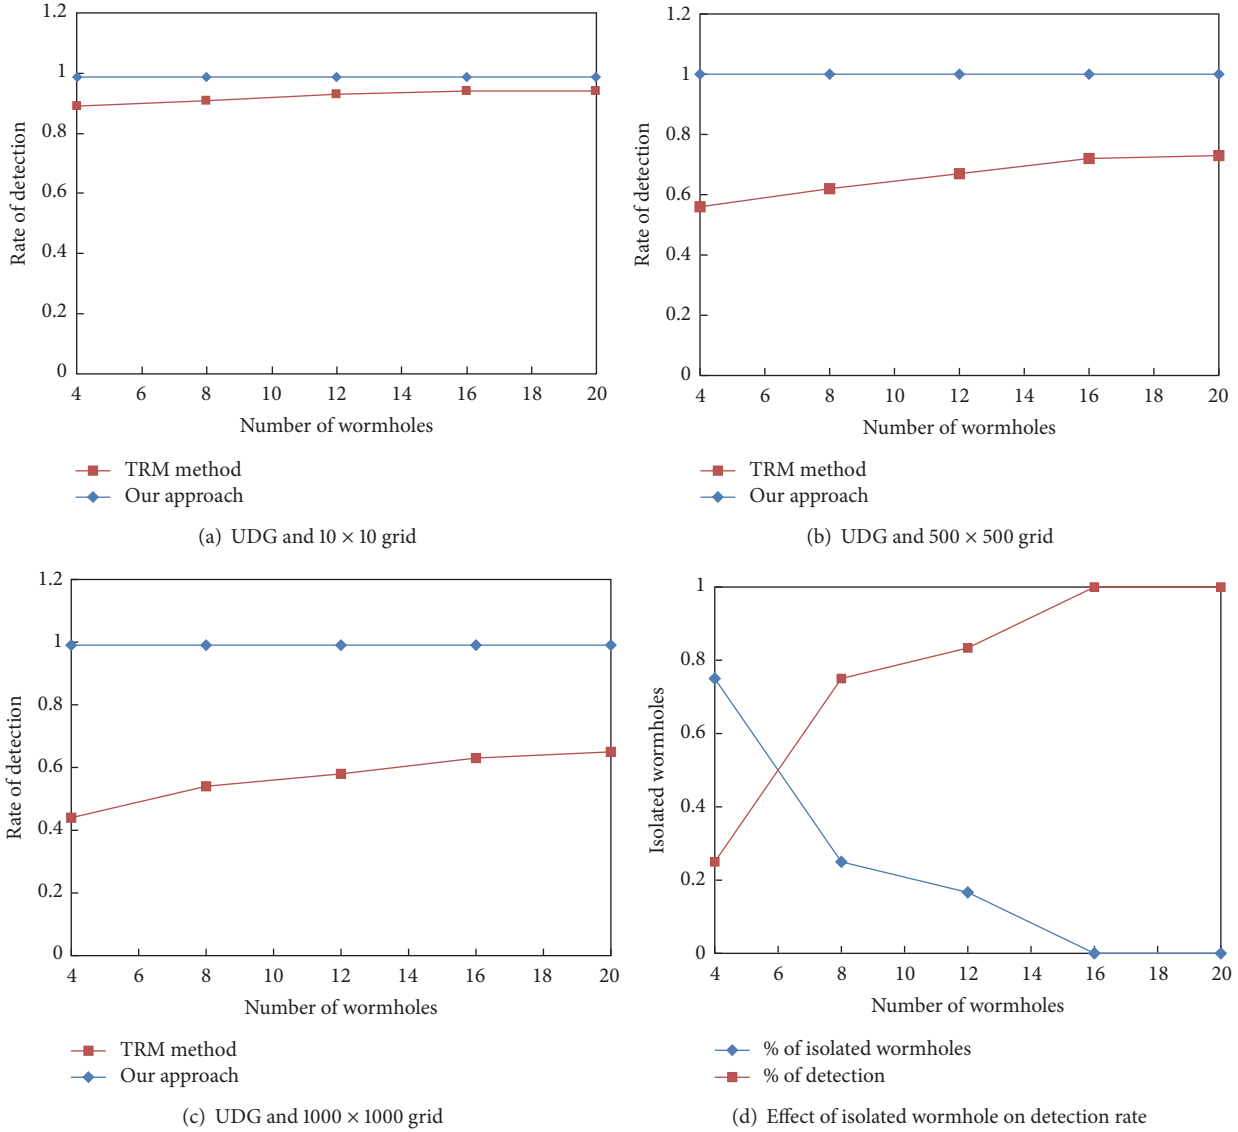 1.2
1
0.8
0.6
0.4
0.2
0
Rate of detection
4 6 8 10 12 14 16 18 20
Number of wormholes
TRM method
Our approach
(a) UDG and 10 × 10 grid
1.2
1
0.8
0.6
0.4
0.2
0
Rate of detection
4 6 8 10 12 14 16 18 20
Number of wormholes
TRM method
Our approach
(b) UDG and 500 × 500 grid
1.2
1
0.8
0.6
0.4
0.2
0
Rate of detection
4 6 8 10 12 14 16 18 20
Number of wormholes
TRM method
Our approach
(c) UDG and 1000 × 1000 grid
1
0.8
0.6
0.4
0.2
0
Isolated wormholes
4 6 8 10 12 14 16 18 20
Number of wormholes
% of isolated wormholes
% of detection
(d) Effect of isolated wormhole on detection rate